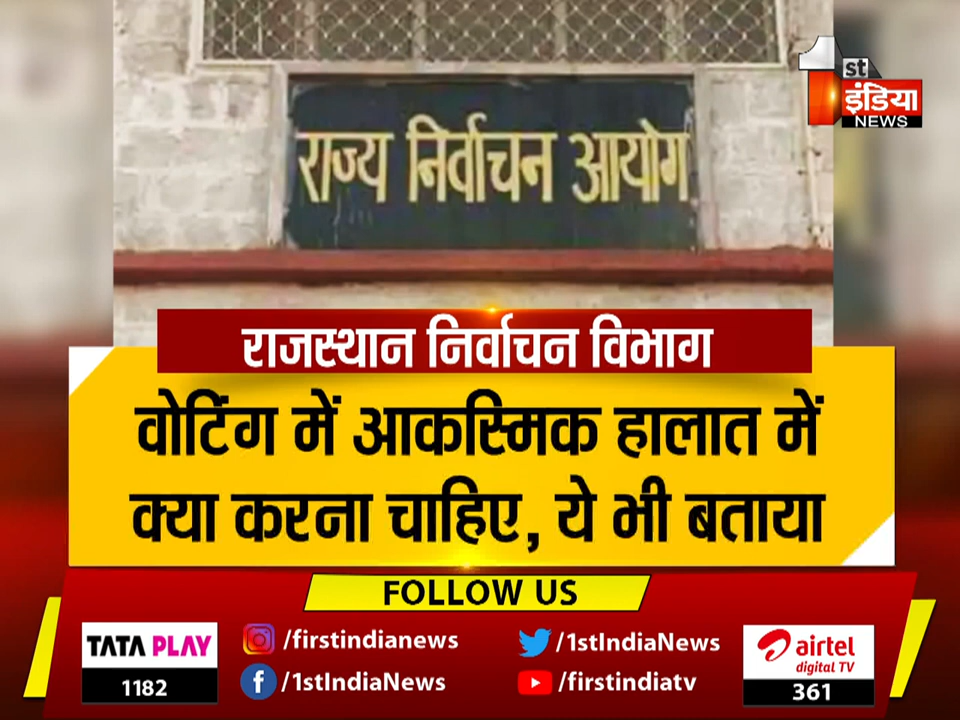 1st
इंडिया
NEWS
राज्य निर्वाचन आयोग
राजस्थान निर्वाचन विभाग
वोटिंग में आकस्मिक हालात में
क्या करना चाहिए, ये भी बताया
FOLLOW US
TATA PLAY
1182
/firstindianews
/1stIndiaNews
/1stIndiaNews
/firstindiatv
airtel
digital TV
361